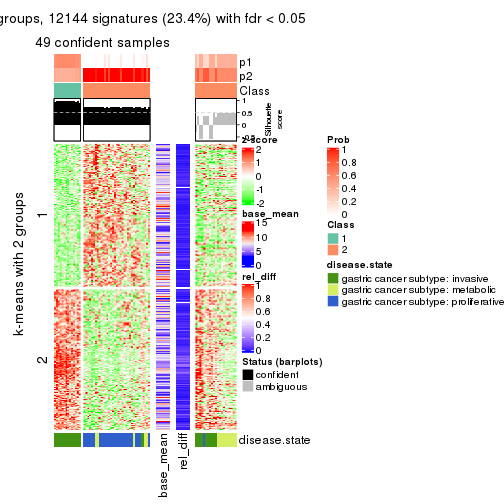 groups, 12144 signatures (23.4%) with fdr < 0.05
49 confident samples
p1
p2
Class
1
0.5
0
Silhouette
score
k-means with 2 groups
1
2
z-score
2
1
0
-1
-2
base_mean
15
10
5
0
rel_diff
1
0.8
0.6
0.4
0.2
0
Status (barplots)
confident
ambiguous
Prob
1
0.8
0.6
0.4
0.2
0
Class
1
2
disease.state
gastric cancer subtype: invasive
gastric cancer subtype: metabolic
gastric cancer subtype: proliferative
disease.state
base_mean
rel_diff